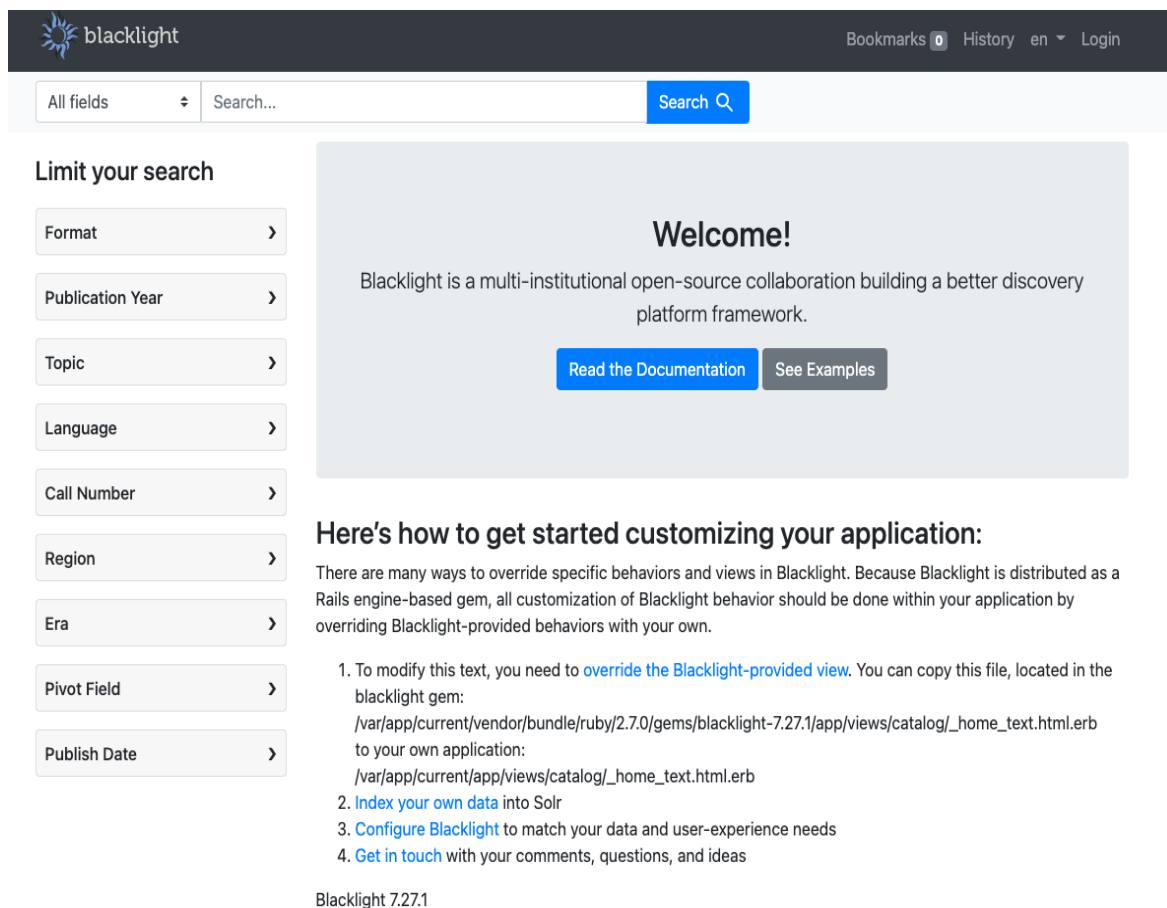 blacklight
Bookmarks 0 History en Login
All fields Search... Search
Limit your search
Format
Publication Year
Topic
Language
Call Number
Region
Era
Pivot Field
Publish Date
Welcome!
Blacklight is a multi-institutional open-source collaboration building a better discovery
platform framework.
Read the Documentation See Examples
Here's how to get started customizing your application:
There are many ways to override specific behaviors and views in Blacklight. Because Blacklight is distributed as a
Rails engine-based gem, all customization of Blacklight behavior should be done within your application by
overriding Blacklight-provided behaviors with your own.
1. To modify this text, you need to override the Blacklight-provided view. You can copy this file, located in the
blacklight gem:
/var/app/current/vendor/bundle/ruby/2.7.0/gems/blacklight-7.27.1/app/views/catalog/_home_text.html.erb
to your own application:
/var/app/current/app/views/catalog/_home_text.html.erb
2. Index your own data into Solr
3. Configure Blacklight to match your data and user-experience needs
4. Get in touch with your comments, questions, and ideas
Blacklight 7.27.1